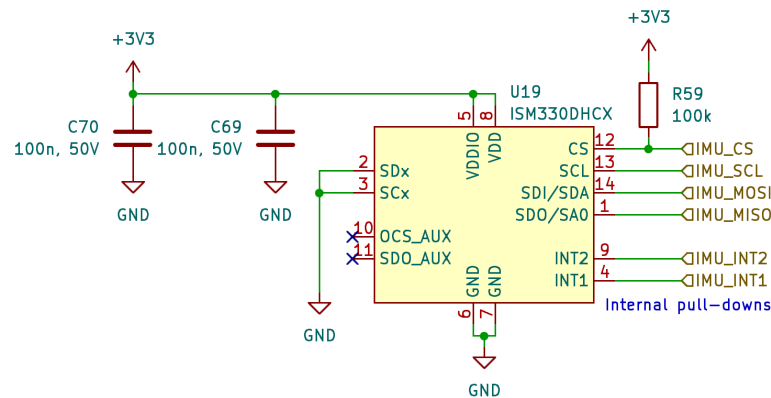 +3V3
+3V3
U19
ISM330DHCX
R59
100k
C70
100n, 50V
C69
100n, 50V
5
8
VDDIO
VDD
CS
12
IMU_CS
2
SDx
SCL
13
IMU_SCL
3
SCx
SDI/SDA
14
IMU_MOSI
SDO/SA0
1
IMU_MISO
GND
GND
10
OCS_AUX
11
SDO_AUX
INT2
9
IMU_INT2
INT1
4
IMU_INT1
GND
GND
6
7
Internal pull-downs
GND
GND